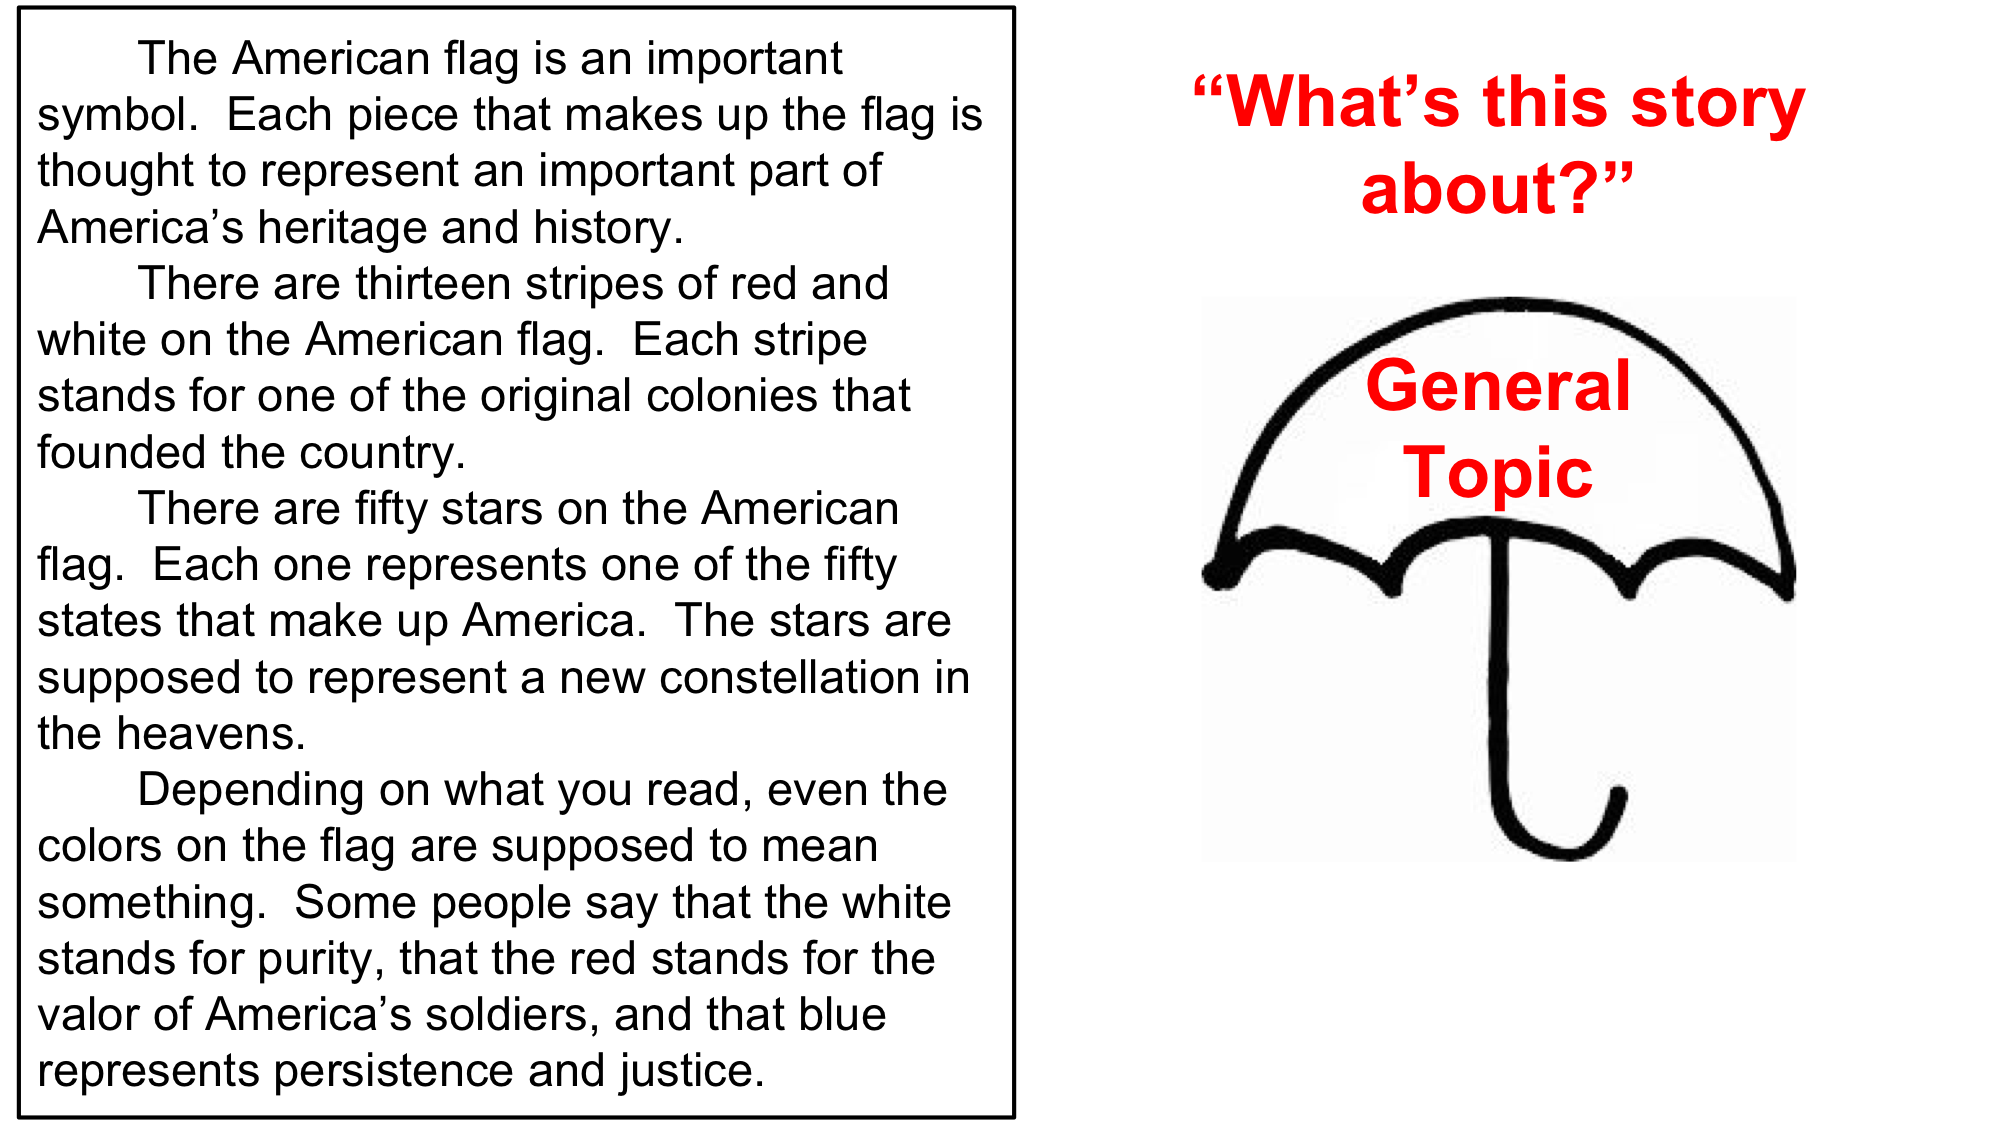 The American flag is an important
symbol.  Each piece that makes up the flag is
thought to represent an important part of
America’s heritage and history.
There are thirteen stripes of red and
white on the American flag.  Each stripe
stands for one of the original colonies that
founded the country.
There are fifty stars on the American
flag.  Each one represents one of the fifty
states that make up America.  The stars are
supposed to represent a new constellation in
the heavens.
Depending on what you read, even the
colors on the flag are supposed to mean
something.  Some people say that the white
stands for purity, that the red stands for the
valor of America’s soldiers, and that blue
represents persistence and justice.
“What’s this story
about?”
General
Topic